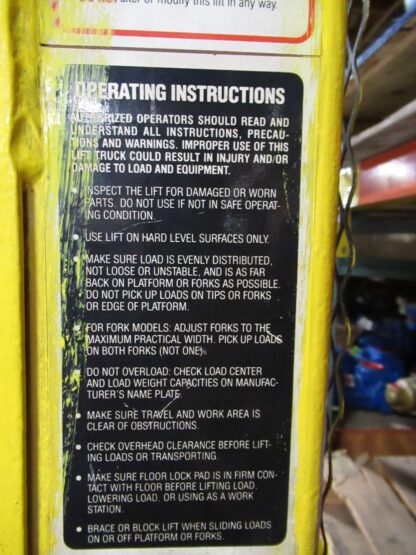 alter or modify this lift in any way.
OPERATING INSTRUCTIONS
AUTHORIZED OPERATORS SHOULD READ AND
UNDERSTAND ALL INSTRUCTIONS, PRECAU-
TIONS AND WARNINGS. IMPROPER USE OF THIS
LIFT TRUCK COULD RESULT IN INJURY AND/OR
DAMAGE TO LOAD AND EQUIPMENT.
• INSPECT THE LIFT FOR DAMAGED OR WORN
PARTS. DO NOT USE IF NOT IN SAFE OPERAT-
ING CONDITION
• USE LIFT ON HARD LEVEL SURFACES ONLY.
• MAKE SURE LOAD IS EVENLY DISTRIBUTED,
NOT LOOSE OR UNSTABLE, AND IS AS FAR
BACK ON PLATFORM OR FORKS AS POSSIBLE.
DO NOT PICK UP LOADS ON TIPS OR FORKS
OR EDGE OF PLATFORM.
• FOR FORK MODELS: ADJUST FORKS TO THE
MAXIMUM PRACTICAL WIDTH. PICK UP LOADS
ON BOTH FORKS (NOT ONE).
• DO NOT OVERLOAD: CHECK LOAD CENTER
AND LOAD WEIGHT CAPACITIES ON MANUFAC-
TURER'S NAME PLATE.
• MAKE SURE TRAVEL AND WORK AREA IS
CLEAR OF OBSTRUCTIONS.
• CHECK OVERHEAD CLEARANCE BEFORE LIFT-
ING LOADS OR TRANSPORTING.
• MAKE SURE FLOOR LOCK PAD IS IN FIRM CON-
TACT WITH FLOOR BEFORE LIFTING LOAD,
LOWERING LOAD, OR USING AS A WORK
STATION.
• BRACE OR BLOCK LIFT WHEN SLIDING LOADS
ON OR OFF PLATFORM OR FORKS.